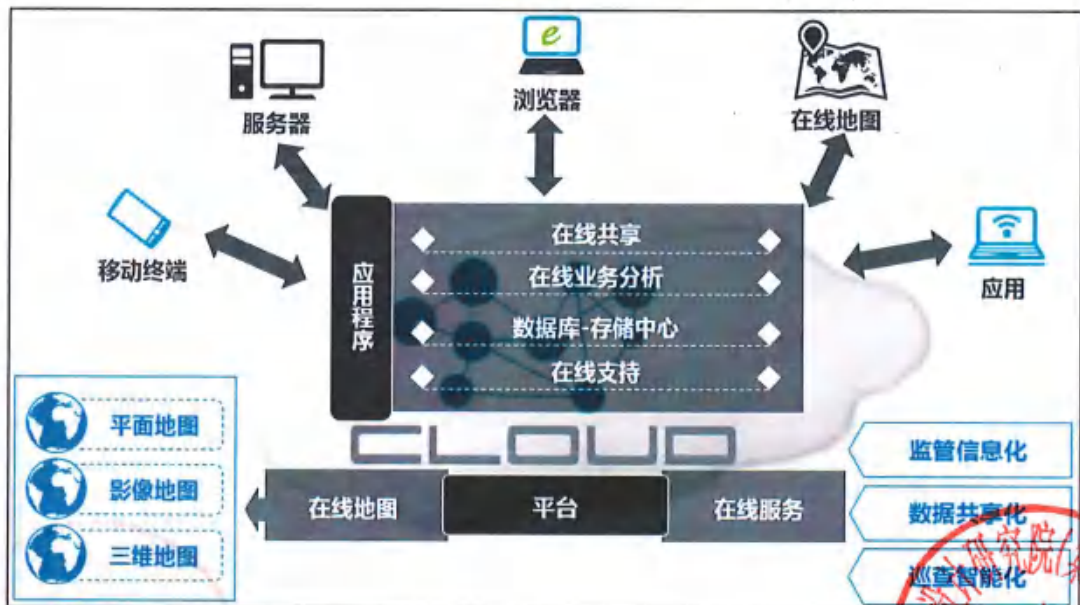 服务器
浏览器
在线地图
移动终端
应用
应用程序
在线共享
在线业务分析
数据库-存储中心
在线支持
CLOUD
平面地图
影像地图
三维地图
在线地图
平台
在线服务
监管信息化
数据共享化
巡查智能化
研究院